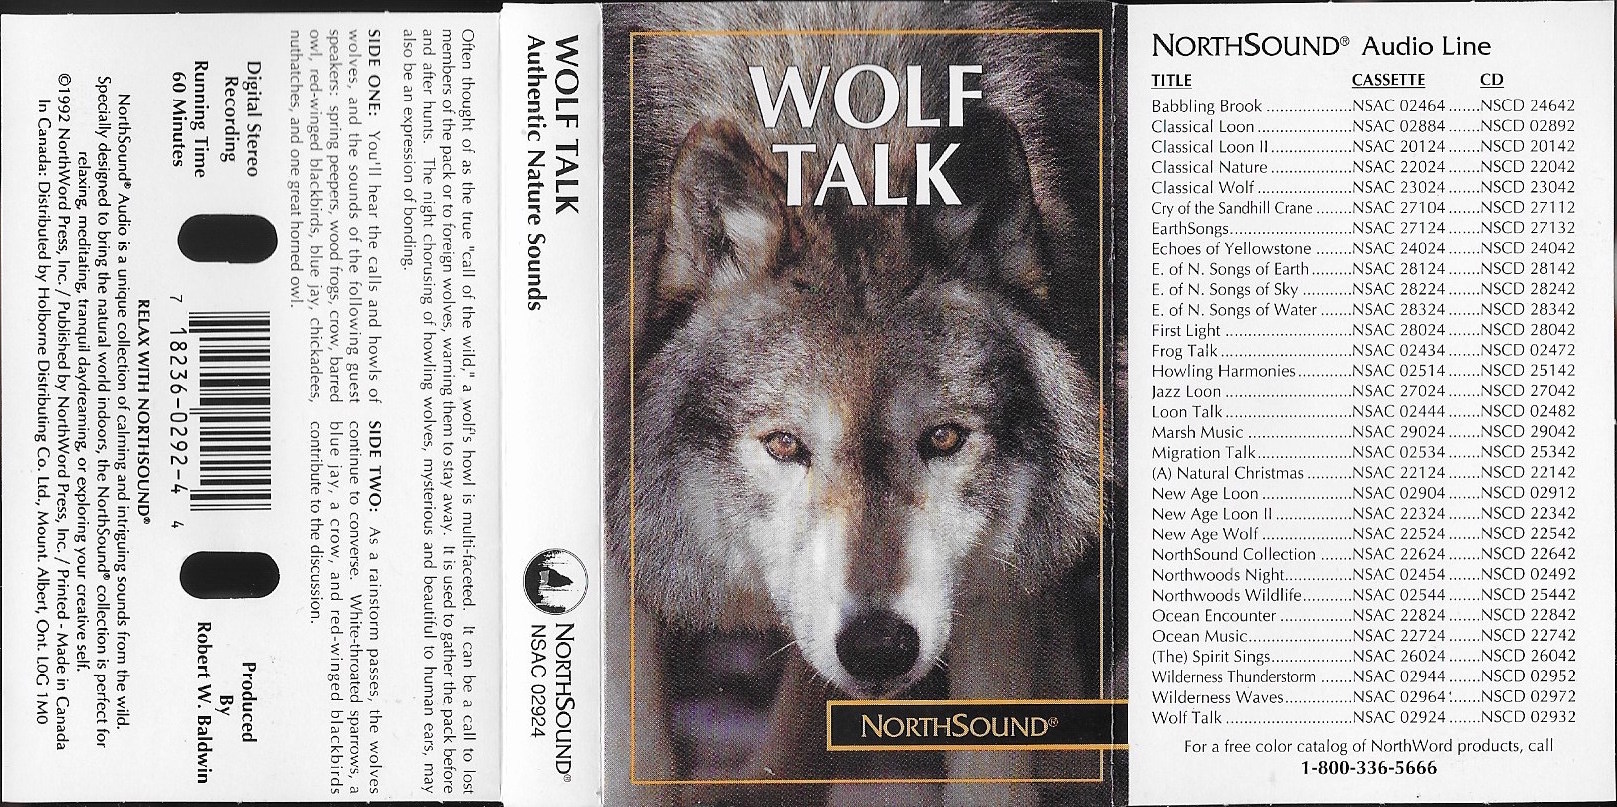 Often thought of as the true "call of the wild," a wolf's howl is multi-faceted. It can be a call to lost
members of the pack or to foreign wolves, warning them to stay away. It is used to gather the pack before
and after hunts. The night chorusing of howling wolves, mysterious and beautiful to human ears, may
also be an expression of bonding.
SIDE ONE: You'll hear the calls and howls of
wolves, and the sounds of the following guest
speakers: spring peepers, wood frogs, crow, barred
owl, red-winged blackbirds, blue jay, chickadees,
nuthatches, and one great horned owl.
SIDE TWO: As a rainstorm passes, the wolves
continue to converse. White-throated sparrows, a
blue jay, a crow, and red-winged blackbirds
contribute to the discussion.
Digital Stereo
Recording
Running Time
60 Minutes
7 18236-0292-4 4
Produced
By
Robert W. Baldwin
RELAX WITH NORTHSOUND®
NorthSound® Audio is a unique collection of calming and intriguing sounds from the wild.
Specially designed to bring the natural world indoors, the NorthSound® collection is perfect for
relaxing, meditating, tranquil daydreaming, or exploring your creative self.
©1992 NorthWord Press, Inc. / Published by NorthWord Press, Inc. / Printed - Made in Canada
In Canada: Distributed by Holborne Distributing Co. Ltd, Mount. Albert, Ont. L0G 1M0
WOLF TALK
Authentic Nature Sounds
NORTHSOUND®
NSAC 02924
WOLF
TALK
NORTHSOUND®
NORTHSOUND® Audio Line
TITLE CASSETTE CD
Babbling Brook ..................NSAC 02464 ......NSCD 24642
Classical Loon ....................NSAC 02884 ......NSCD 02892
Classical Loon II..................NSAC 20124 ......NSCD 20142
Classical Nature ..................NSAC 22024 ......NSCD 22042
Classical Wolf ....................NSAC 23024 ......NSCD 23042
Cry of the Sandhill Crane .......NSAC 27104 ......NSCD 27112
EarthSongs.........................NSAC 27124 ......NSCD 27132
Echoes of Yellowstone .........NSAC 24024 ......NSCD 24042
E. of N. Songs of Earth .........NSAC 28124 ......NSCD 28142
E. of N. Songs of Sky ...........NSAC 28224 ......NSCD 28242
E. of N. Songs of Water .......NSAC 28324 ......NSCD 28342
First Light ..........................NSAC 28024 ......NSCD 28042
Frog Talk ...........................NSAC 02434 ......NSCD 02472
Howling Harmonies............NSAC 02514 ......NSCD 25142
Jazz Loon ..........................NSAC 27024 ......NSCD 27042
Loon Talk ..........................NSAC 02444 ......NSCD 02482
Marsh Music ......................NSAC 29024 ......NSCD 29042
Migration Talk....................NSAC 02534 ......NSCD 25342
(A) Natural Christmas ..........NSAC 22124 ......NSCD 22142
New Age Loon ...................NSAC 02904 ......NSCD 02912
New Age Loon II ................NSAC 22324 ......NSCD 22342
New Age Wolf ...................NSAC 22524 ......NSCD 22542
NorthSound Collection .......NSAC 22624 ......NSCD 22642
Northwoods Night..............NSAC 02454 ......NSCD 02492
Northwoods Wildlife...........NSAC 02544 ......NSCD 25442
Ocean Encounter ...............NSAC 22824 ......NSCD 22842
Ocean Music......................NSAC 22724 ......NSCD 22742
(The) Spirit Sings.................NSAC 26024 ......NSCD 26042
Wilderness Thunderstorm ......NSAC 02944 ......NSCD 02952
Wilderness Waves...............NSAC 02964 ......NSCD 02972
Wolf Talk ..........................NSAC 02924 ......NSCD 02932
For a free color catalog of NorthWord products, call
1-800-336-5666